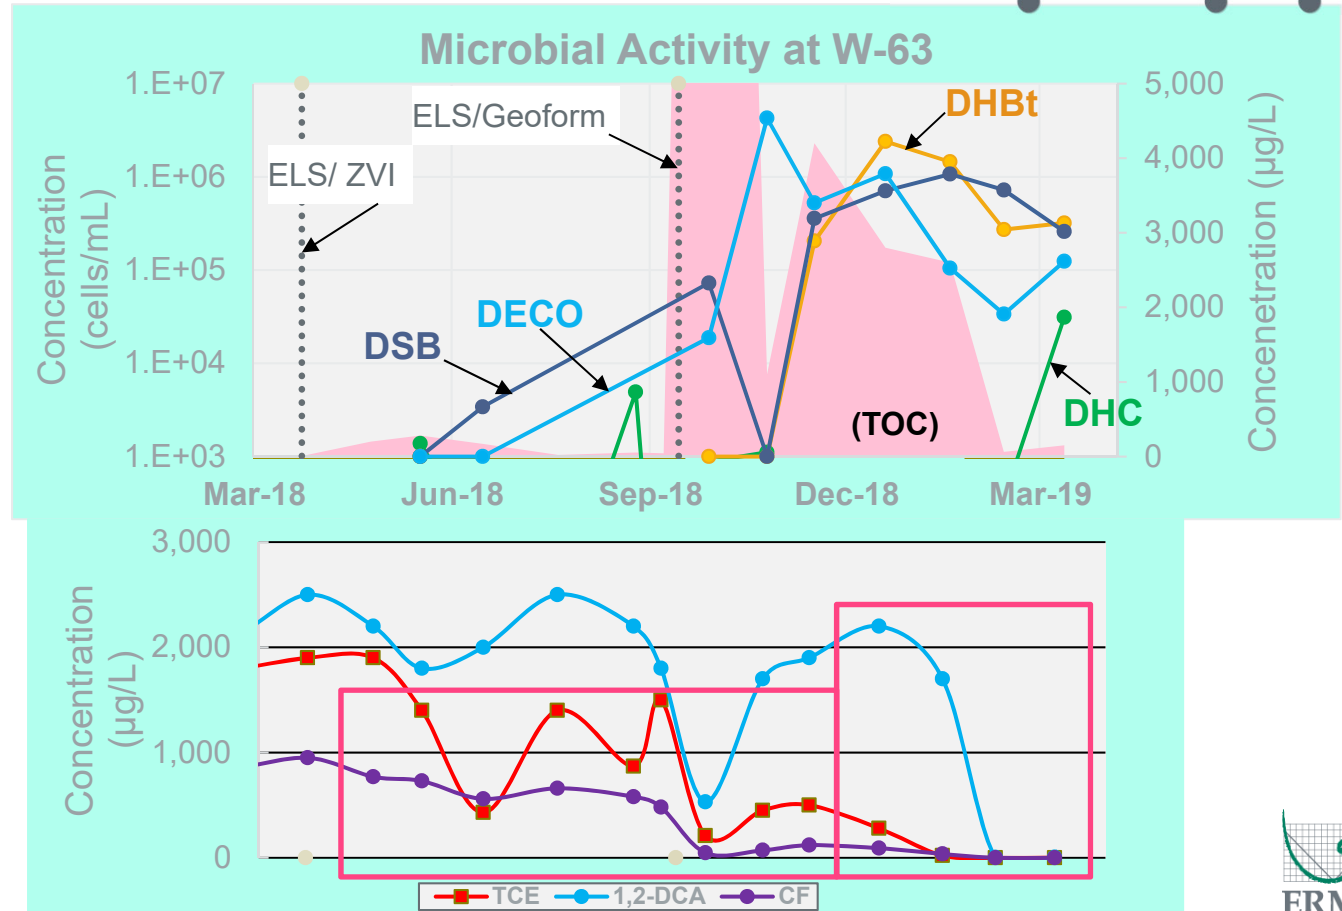 Microbial Activity at W-63
1.E+07
1.E+06
1.E+05
1.E+04
1.E+03
Concentration
(cells/mL)
5,000
4,000
3,000
2,000
1,000
0
Concenetration (µg/L)
ELS/Geoform
ELS/ ZVI
DHBt
DECO
DSB
DHC
(TOC)
Mar-18 Jun-18 Sep-18 Dec-18 Mar-19
3,000
2,000
1,000
0
Concentration
(µg/L)
TCE 1,2-DCA CF
ERM